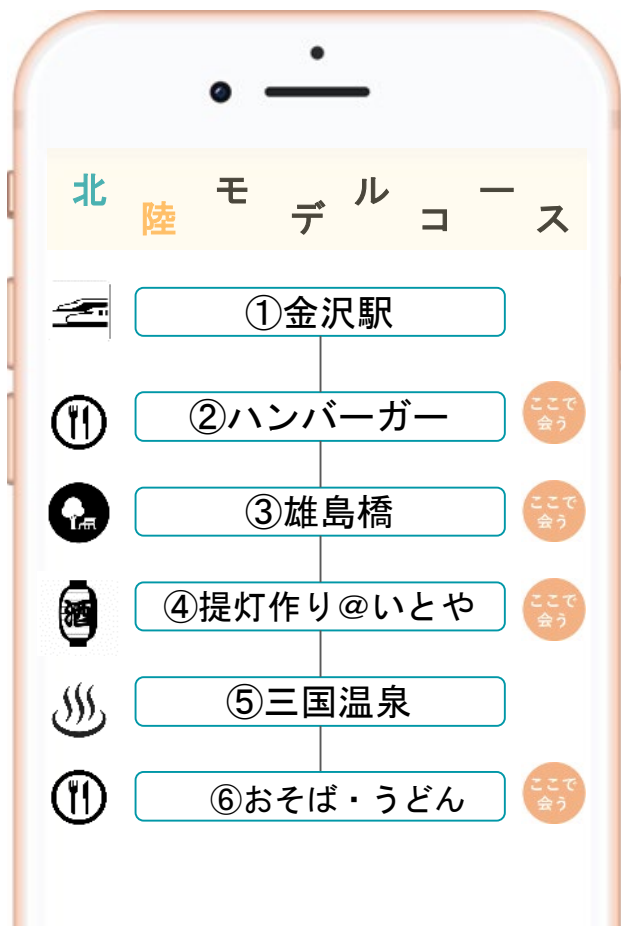 北陸モデルコース
①金沢駅
②ハンバーガー
ここで
会う
③雄島橋
ここで
会う
酒
④提灯作り@いとや
ここで
会う
⑤三国温泉
⑥おそば・うどん
ここで
会う